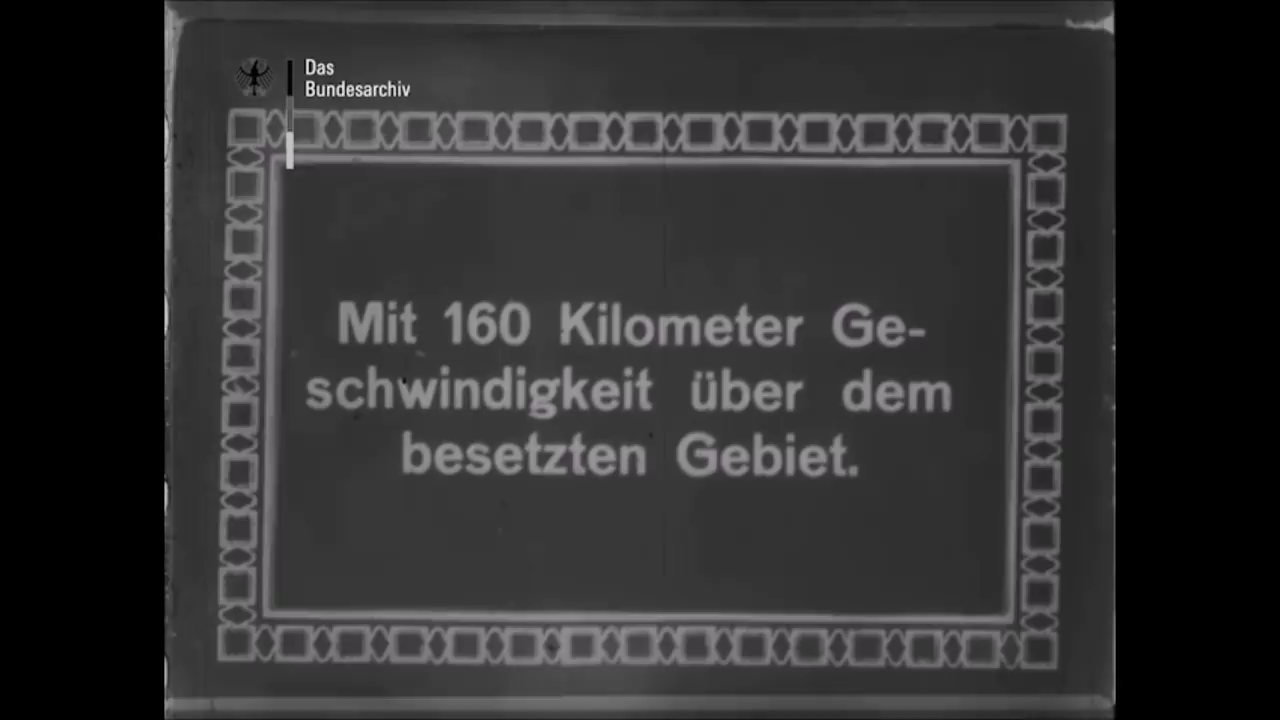 Das
Bundesarchiv
Mit 160 Kilometer Ge-
schwindigkeit über dem
besetzten Gebiet.